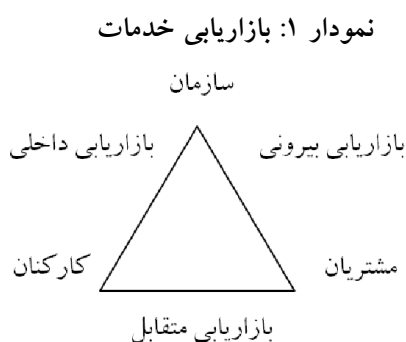 نمودار ۱: بازاریابی خدمات
سازمان
بازاریابی بیرونی
بازاریابی داخلی
مشتریان
کارکنان
بازاریابی متقابل